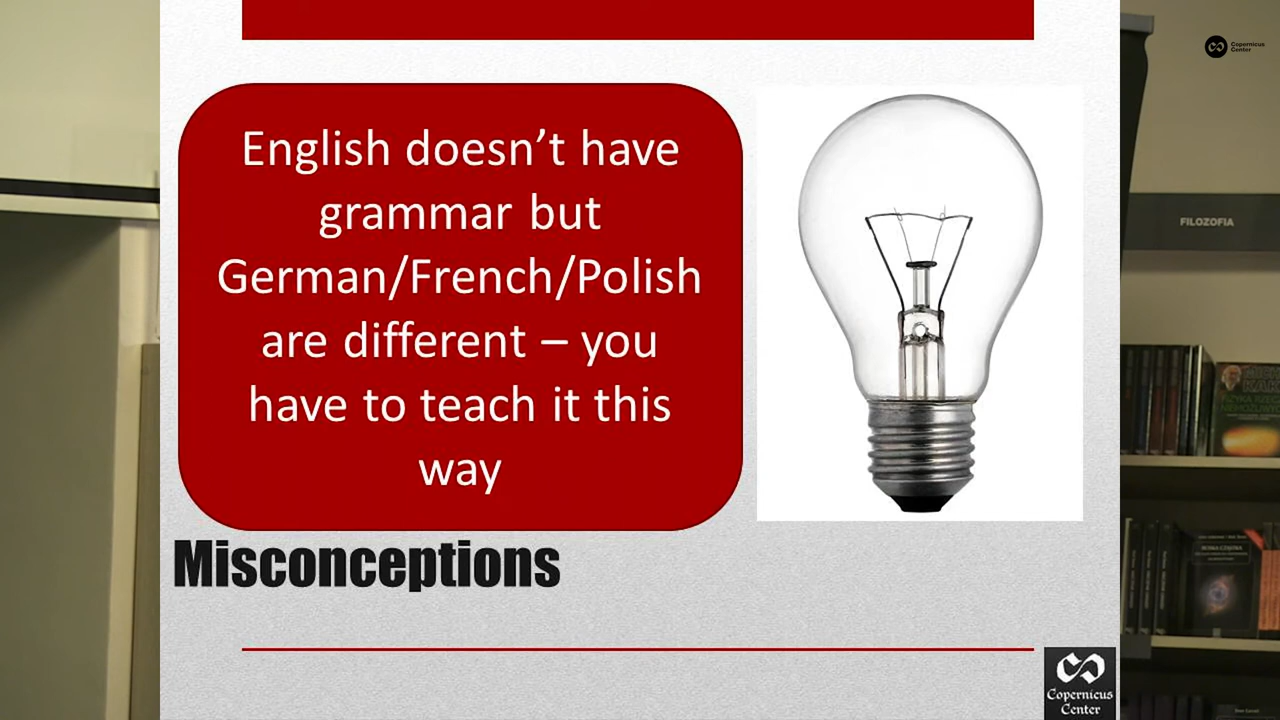 Copernicus
Center
English doesn’t have
grammar but
German/French/Polish
are different – you
have to teach it this
way
FILOZOFIA
Misconceptions
Copernicus
Center